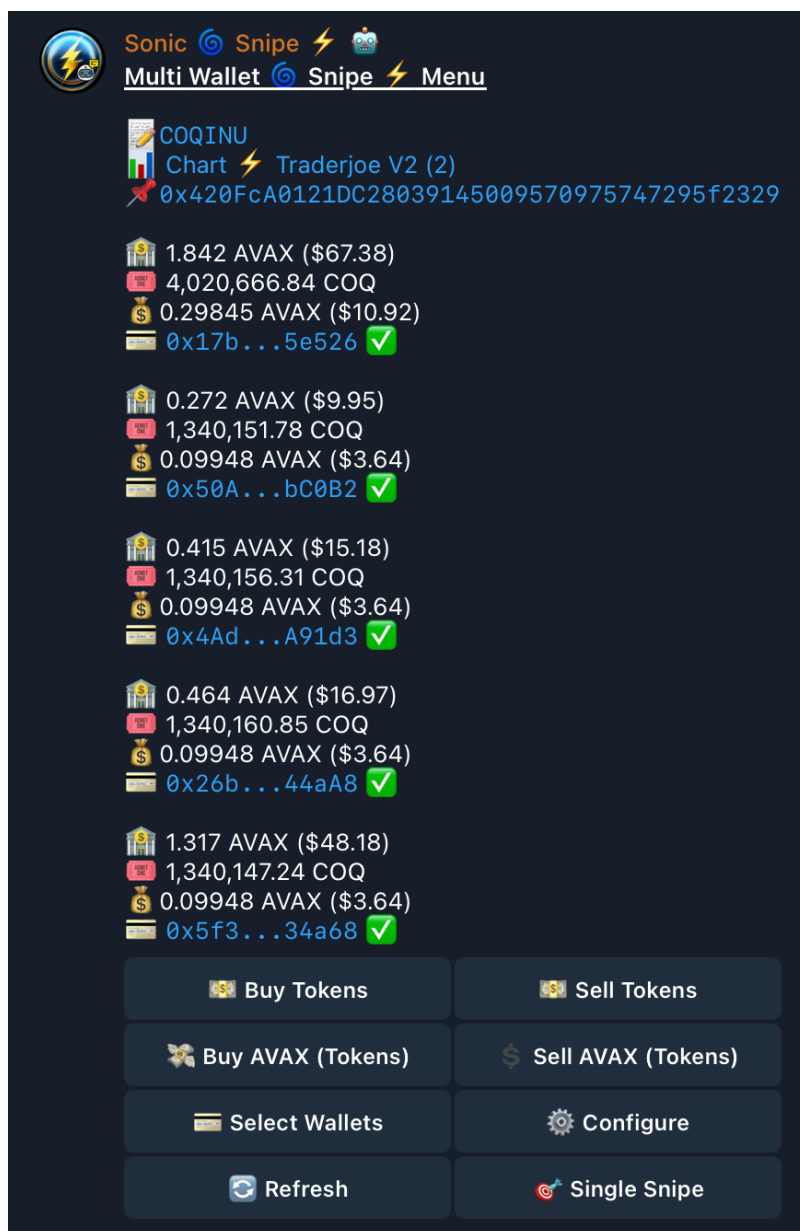 Sonic 🌀 Snipe ⚡ 🤖
Multi Wallet 🌀 Snipe ⚡ Menu
📝COQINU
📊 Chart ⚡ Traderjoe V2 (2)
📌0x420FcA0121DC28039145009570975747295f2329
🏦 1.842 AVAX ($67.38)
🎟 4,020,666.84 COQ
💰 0.29845 AVAX ($10.92)
💳 0x17b...5e526 ✅
🏦 0.272 AVAX ($9.95)
🎟 1,340,151.78 COQ
💰 0.09948 AVAX ($3.64)
💳 0x50A...bC0B2 ✅
🏦 0.415 AVAX ($15.18)
🎟 1,340,156.31 COQ
💰 0.09948 AVAX ($3.64)
💳 0x4Ad...A91d3 ✅
🏦 0.464 AVAX ($16.97)
🎟 1,340,160.85 COQ
💰 0.09948 AVAX ($3.64)
💳 0x26b...44aA8 ✅
🏦 1.317 AVAX ($48.18)
🎟 1,340,147.24 COQ
💰 0.09948 AVAX ($3.64)
💳 0x5f3...34a68 ✅
💵 Buy Tokens
💵 Sell Tokens
💸 Buy AVAX (Tokens)
💲 Sell AVAX (Tokens)
💳 Select Wallets
⚙️ Configure
🔄 Refresh
🎯 Single Snipe